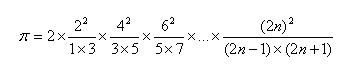 π = 2 × 2²/(1×3) × 4²/(3×5) × 6²/(5×7) × ... × (2n)²/((2n−1)×(2n+1))